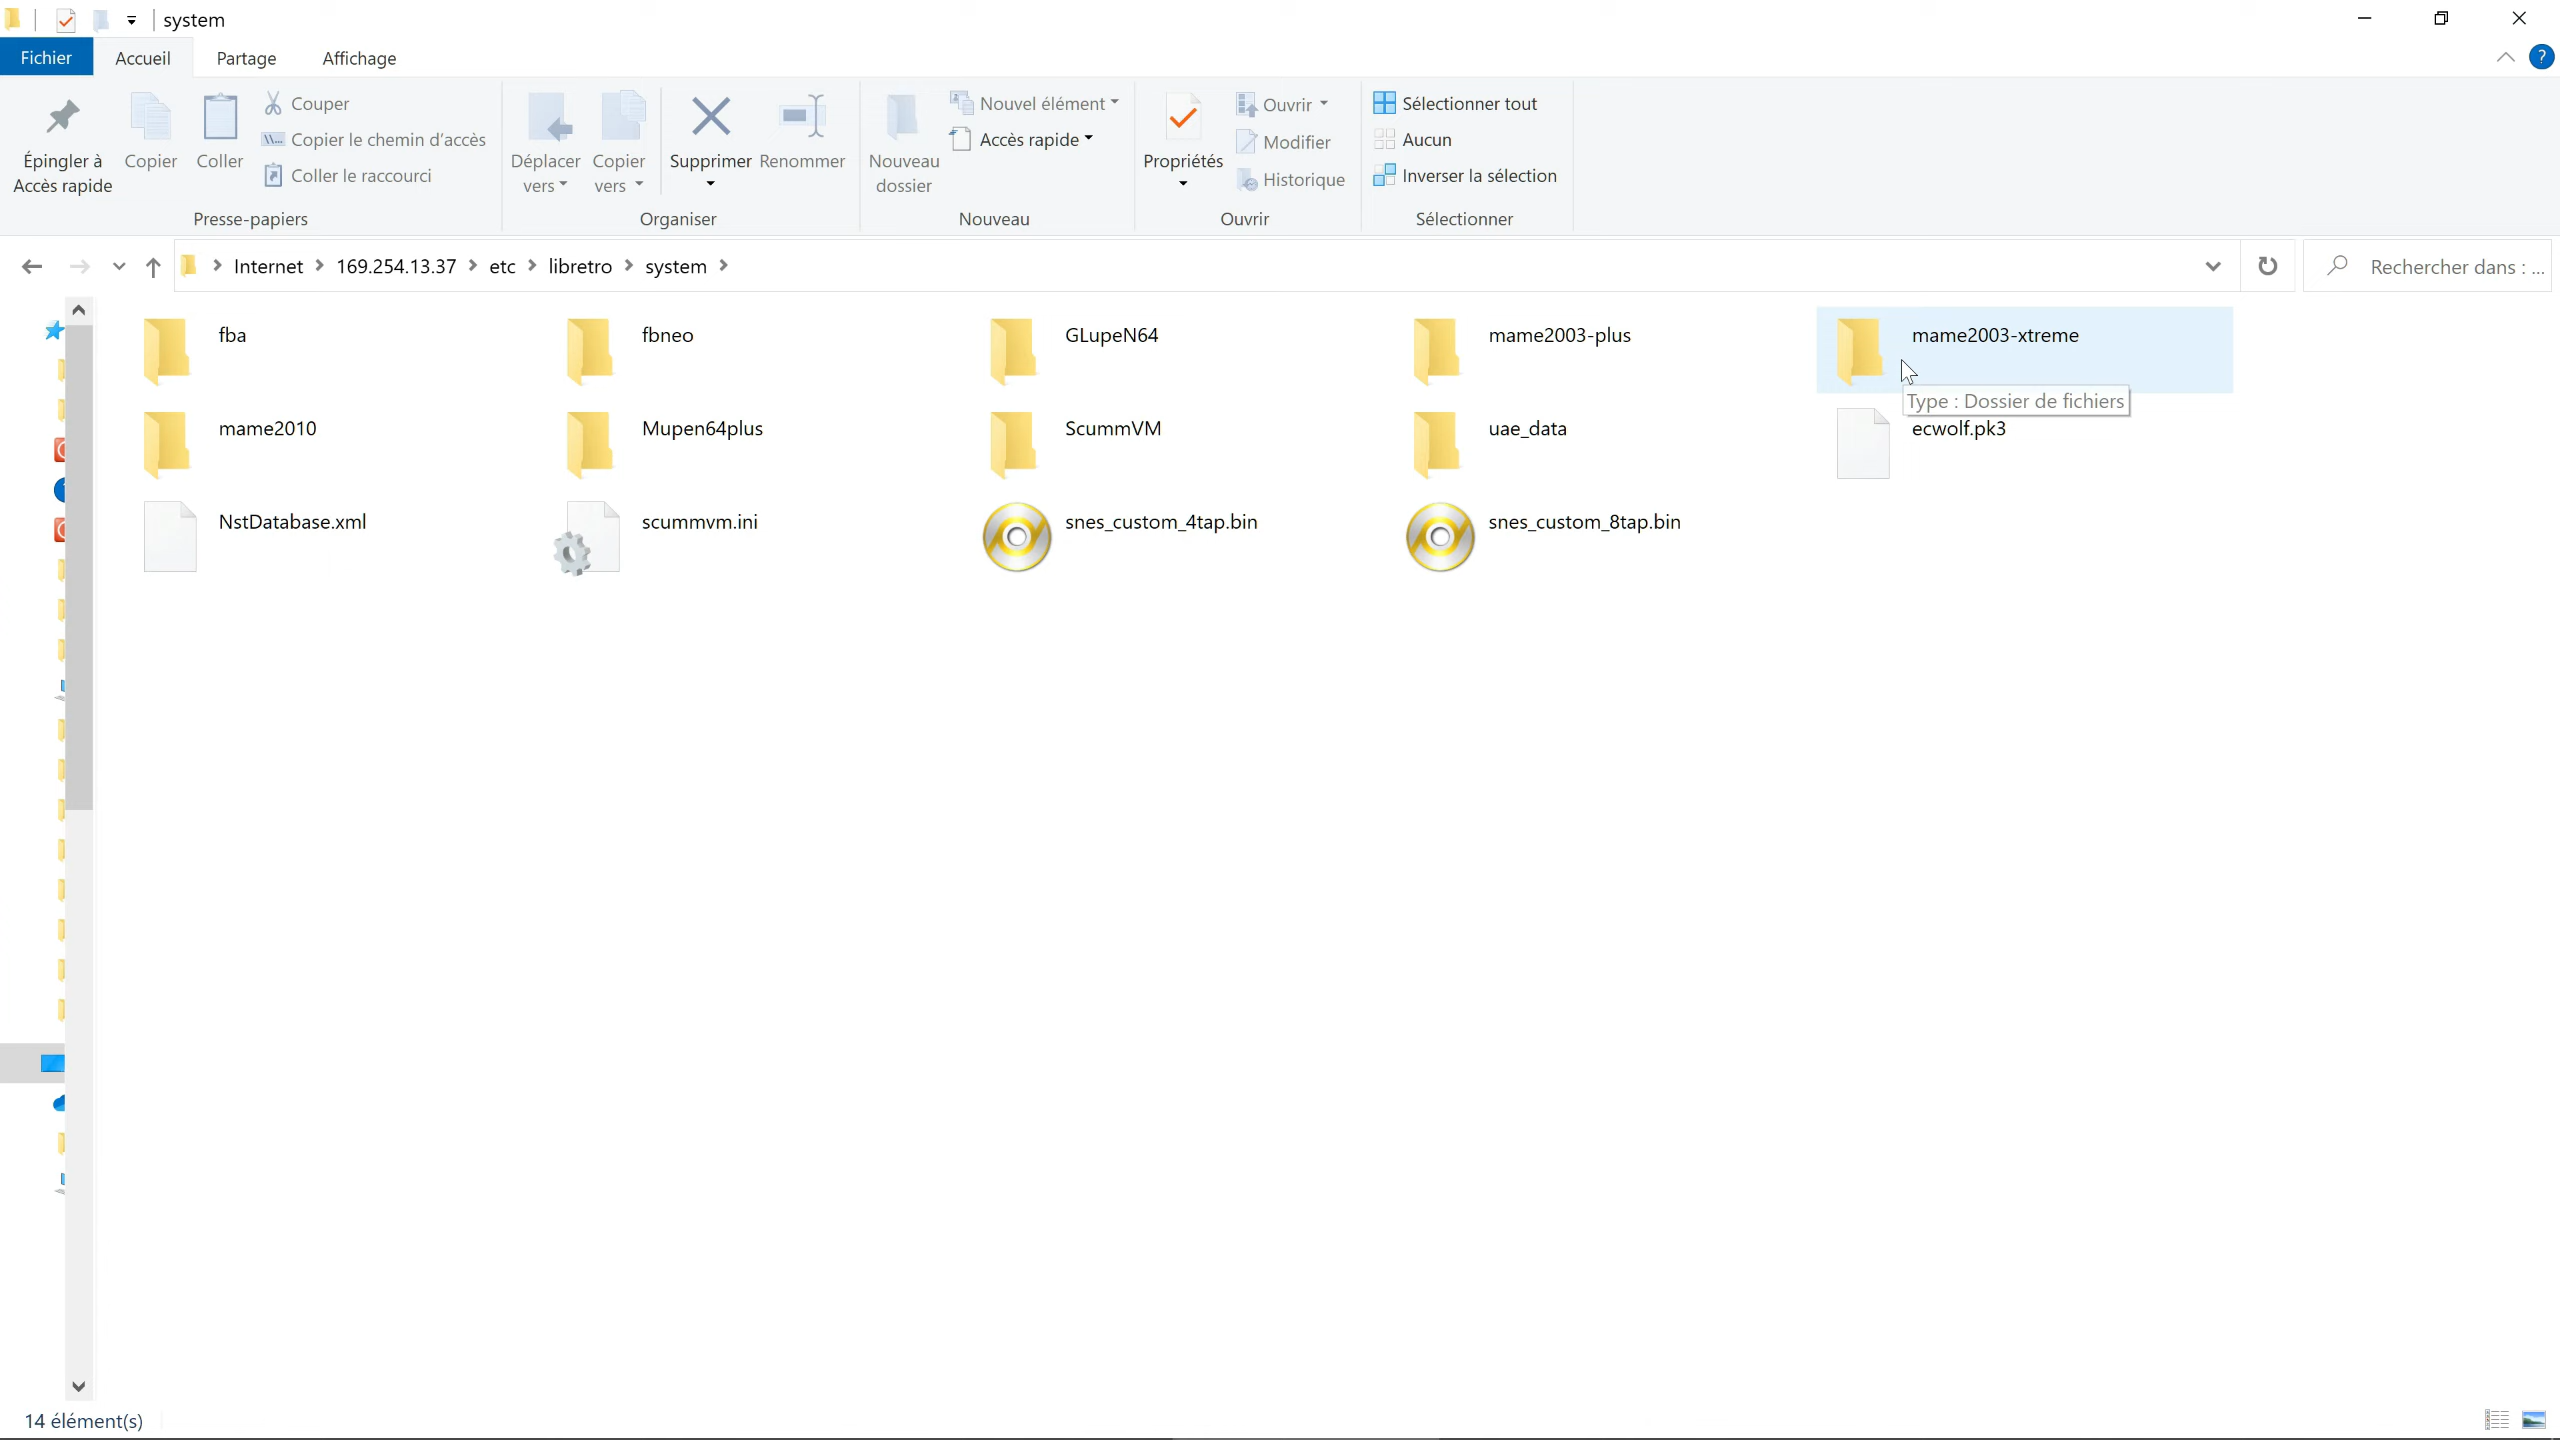 system
Fichier Accueil Partage Affichage
Épingler à Accès rapide
Copier
Coller
Couper
Copier le chemin d'accès
Coller le raccourci
Presse-papiers
Déplacer vers
Copier vers
Supprimer
Renommer
Organiser
Nouveau dossier
Nouvel élément
Accès rapide
Nouveau
Propriétés
Ouvrir
Modifier
Historique
Ouvrir
Sélectionner tout
Aucun
Inverser la sélection
Sélectionner
Internet 169.254.13.37 etc libretro system
Rechercher dans : ...
fba
fbneo
GLupeN64
mame2003-plus
mame2003-xtreme
Type : Dossier de fichiers
mame2010
Mupen64plus
ScummVM
uae_data
ecwolf.pk3
NstDatabase.xml
scummvm.ini
snes_custom_4tap.bin
snes_custom_8tap.bin
14 élément(s)